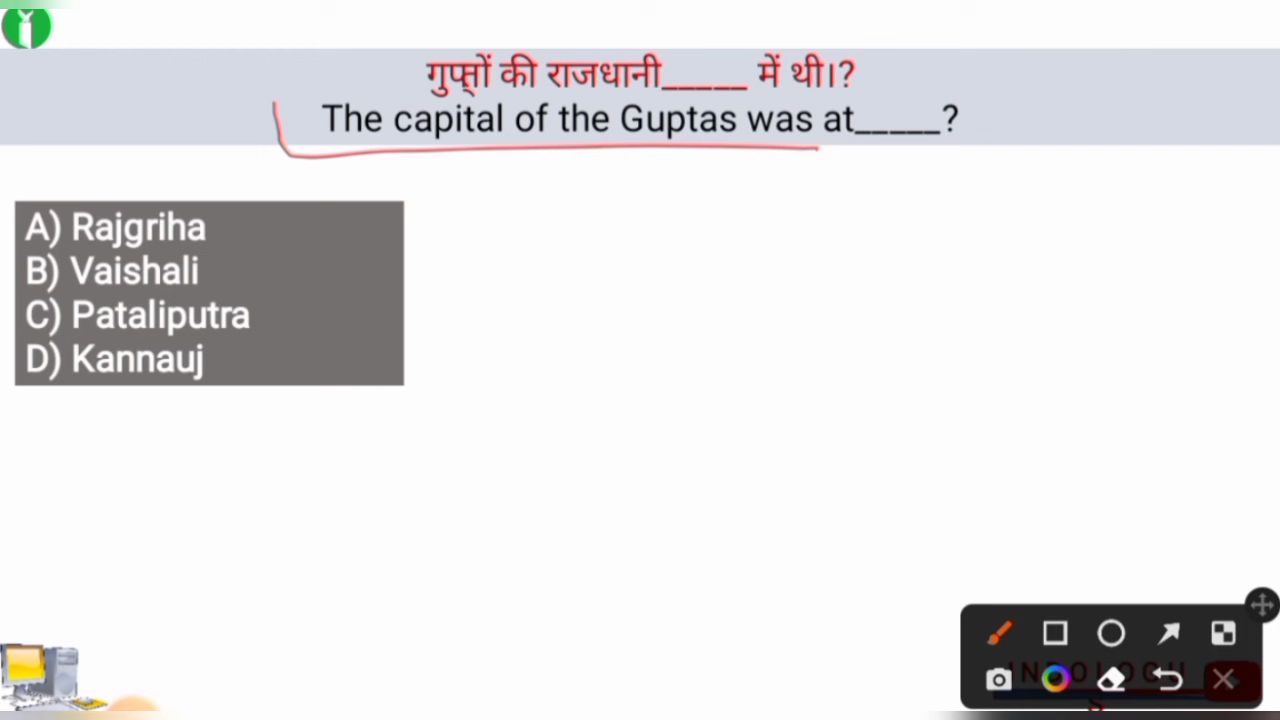 गुप्तों की राजधानी_____ में थी।?
The capital of the Guptas was at_____?
A) Rajgriha
B) Vaishali
C) Pataliputra
D) Kannauj